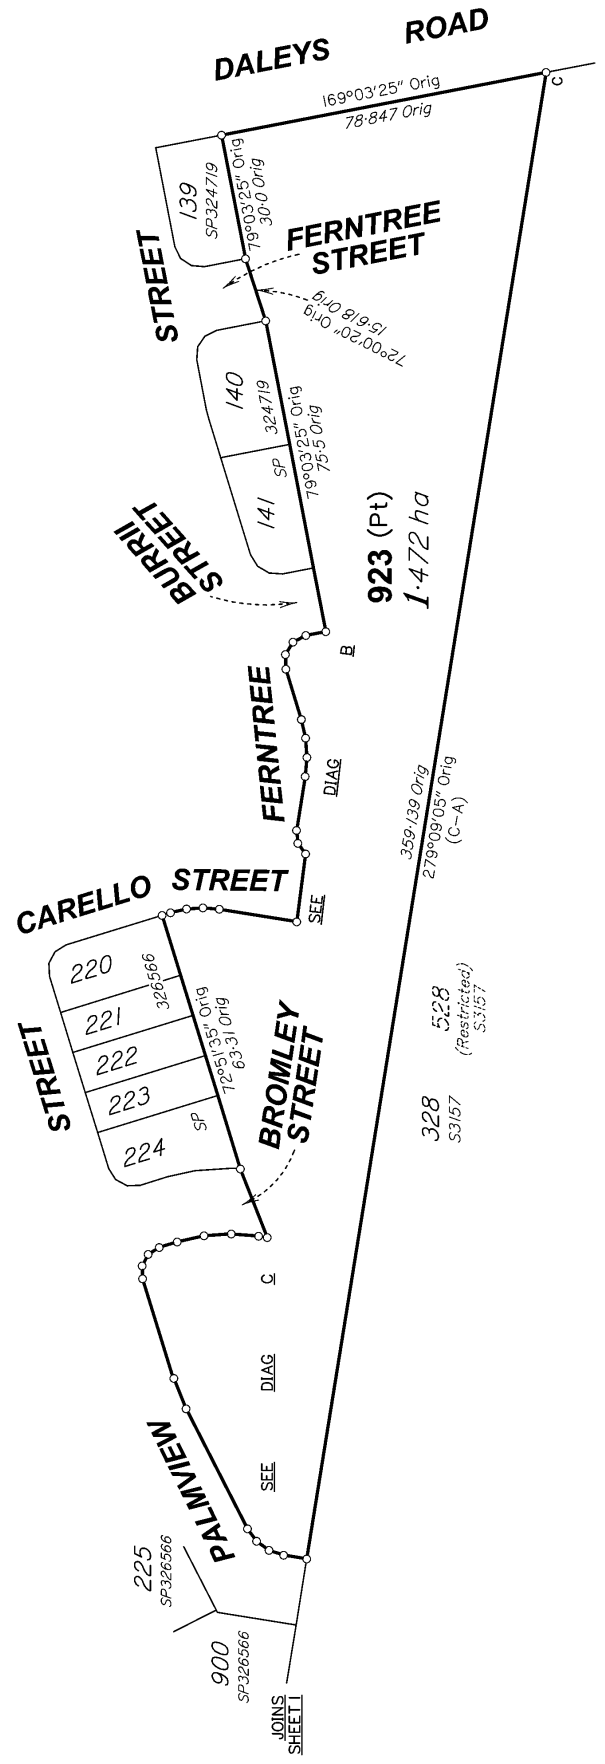 DALEYS ROAD
169°03'25" Orig
78·847 Orig
C
139
SP324719
79°03'25" Orig
30·0 Orig
FERNTREE
STREET
STREET
72°00'20" Orig
15·618 Orig
140
324719
SP
141
79°03'25" Orig
75·5 Orig
BURRIL
STREET
923 (Pt)
1·472 ha
B
DIAG
SEE
FERNTREE
STREET
359·139 Orig
279°09'05" Orig
(C-A)
CARELLO
220
326566
221
222
223
SP
224
72°51'35" Orig
63·31 Orig
STREET
BROMLEY
STREET
528
(Restricted)
S3157
328
S3157
C
DIAG
SEE
PALMVIEW
225
SP326566
900
SP326566
JOINS
SHEET 1